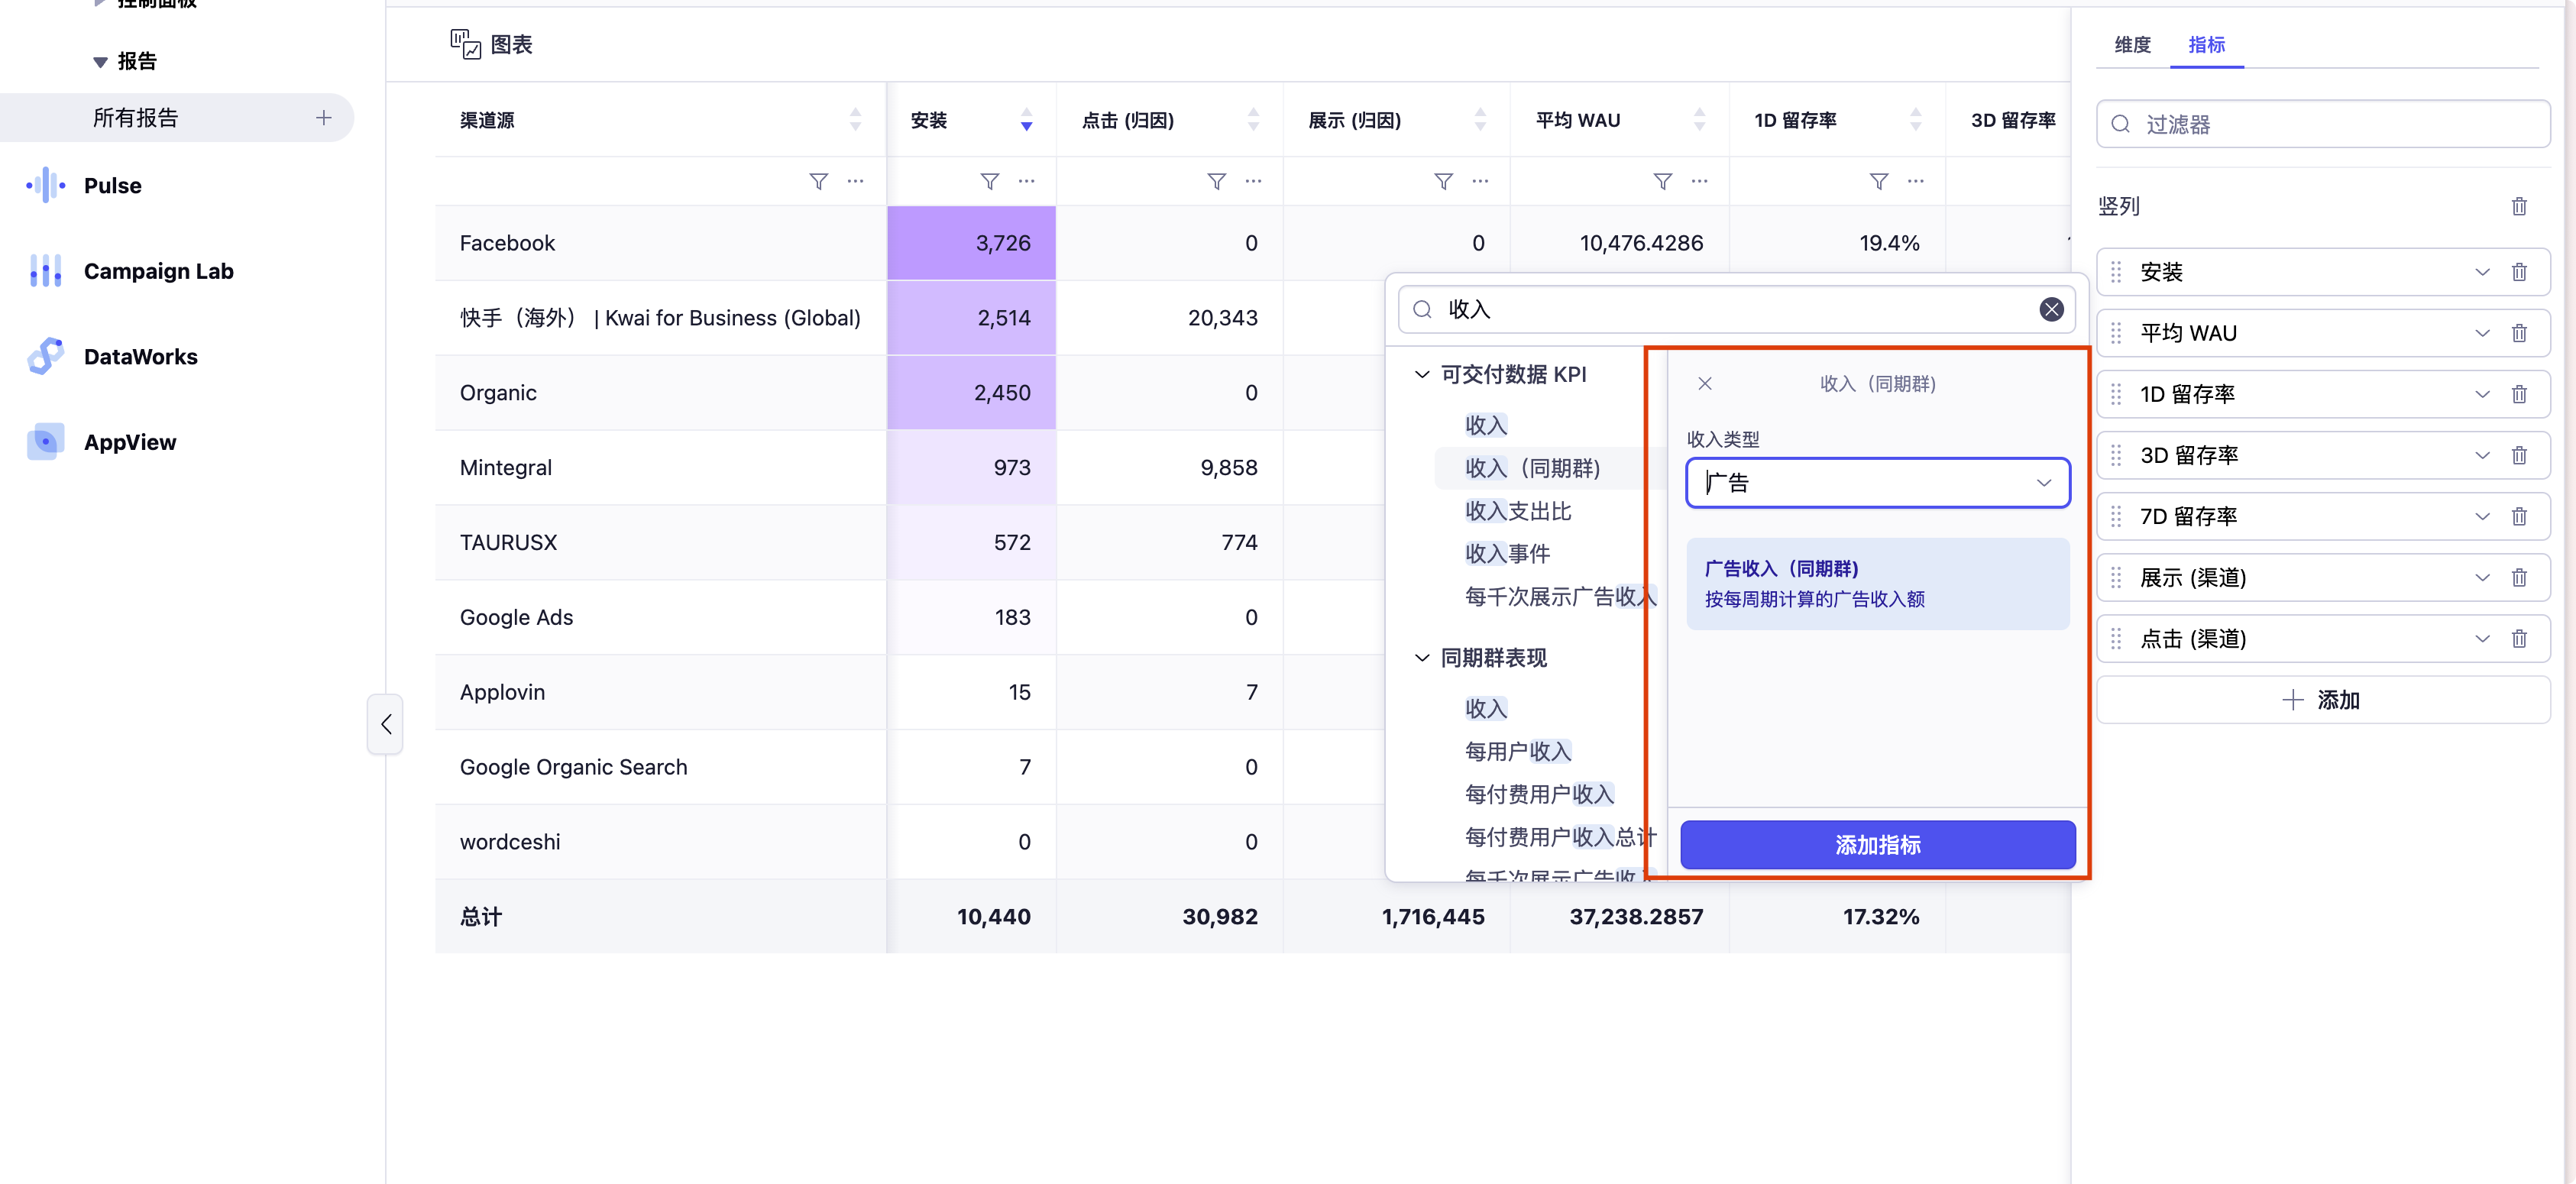 控制面板
报告
所有报告
Pulse
Campaign Lab
DataWorks
AppView
图表
渠道源 安装 点击 (归因) 展示 (归因) 平均 WAU 1D 留存率 3D 留存率
Facebook 3,726 0 0 10,476.4286 19.4%
快手（海外） | Kwai for Business (Global) 2,514 20,343
Organic 2,450 0
Mintegral 973 9,858
TAURUSX 572 774
Google Ads 183 0
Applovin 15 7
Google Organic Search 7 0
wordceshi 0 0
总计 10,440 30,982 1,716,445 37,238.2857 17.32%
收入
可交付数据 KPI
收入
收入（同期群)
收入支出比
收入事件
每千次展示广告收入
同期群表现
收入
每用户收入
每付费用户收入
每付费用户收入总计
每千次展示广告收入
收入（同期群)
收入类型
广告
广告收入（同期群)
按每周期计算的广告收入额
添加指标
维度 指标
过滤器
竖列
安装
平均 WAU
1D 留存率
3D 留存率
7D 留存率
展示 (渠道)
点击 (渠道)
添加